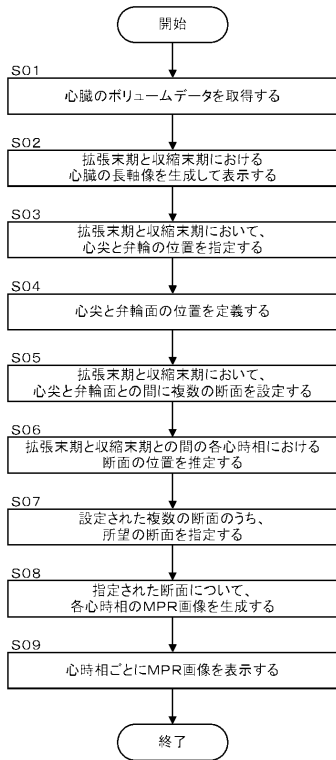 開始
S01
心臓のボリュームデータを取得する
S02
拡張末期と収縮末期における
心臓の長軸像を生成して表示する
S03
拡張末期と収縮末期において、
心尖と弁輪の位置を指定する
S04
心尖と弁輪面の位置を定義する
S05
拡張末期と収縮末期において、
心尖と弁輪面との間に複数の断面を設定する
S06
拡張末期と収縮末期との間の各心時相における
断面の位置を推定する
S07
設定された複数の断面のうち、
所望の断面を指定する
S08
指定された断面について、
各心時相のMPR画像を生成する
S09
心時相ごとにMPR画像を表示する
終了